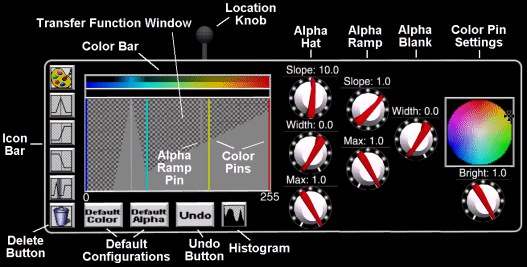 Location
Knob
Transfer Function Window
Color Bar
Alpha
Hat
Alpha
Ramp
Alpha
Blank
Color Pin
Settings
Slope: 10.0
Slope: 1.0
Width: 0.0
Width: 0.0
Max: 1.0
Max: 1.0
Bright: 1.0
Icon
Bar
Alpha
Ramp
Pin
Color
Pins
0
255
Default
Color
Default
Alpha
Undo
Delete
Button
Default
Configurations
Undo
Button
Histogram